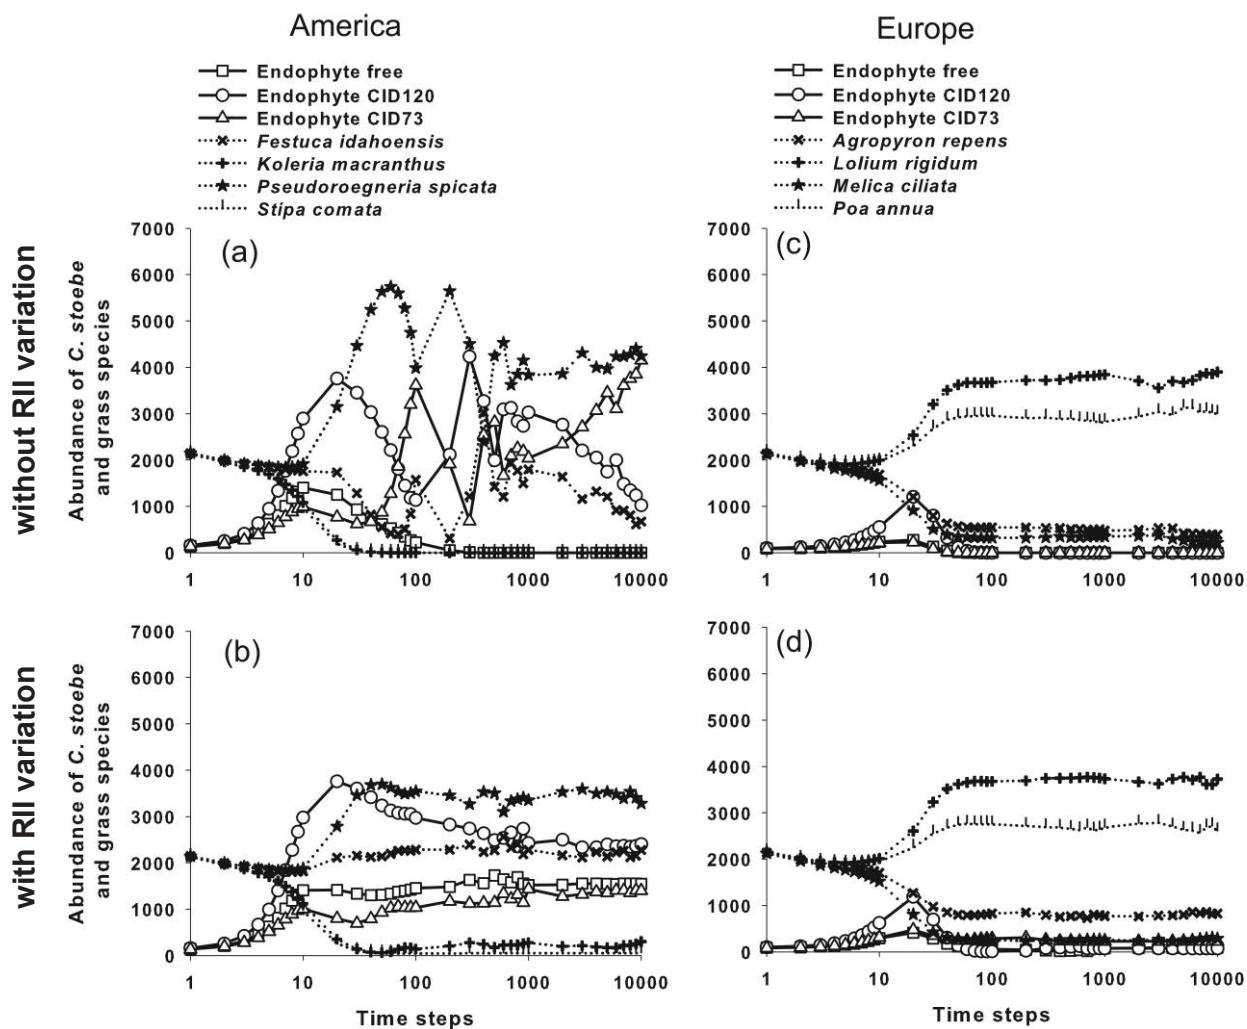 America
Endophyte free
Endophyte CID120
Endophyte CID73
Festuca idahoensis
Koleria macranthus
Pseudoroegneria spicata
Stipa comata
Europe
Endophyte free
Endophyte CID120
Endophyte CID73
Agropyron repens
Lolium rigidum
Melica ciliata
Poa annua
without RII variation
Abundance of C. stoebe
and grass species
7000
6000
5000
4000
3000
2000
1000
0
(a)
1 10 100 1000 10000
7000
6000
5000
4000
3000
2000
1000
0
(c)
1 10 100 1000 10000
with RII variation
Abundance of C. stoebe
and grass species
7000
6000
5000
4000
3000
2000
1000
0
(b)
1 10 100 1000 10000
Time steps
7000
6000
5000
4000
3000
2000
1000
0
(d)
1 10 100 1000 10000
Time steps